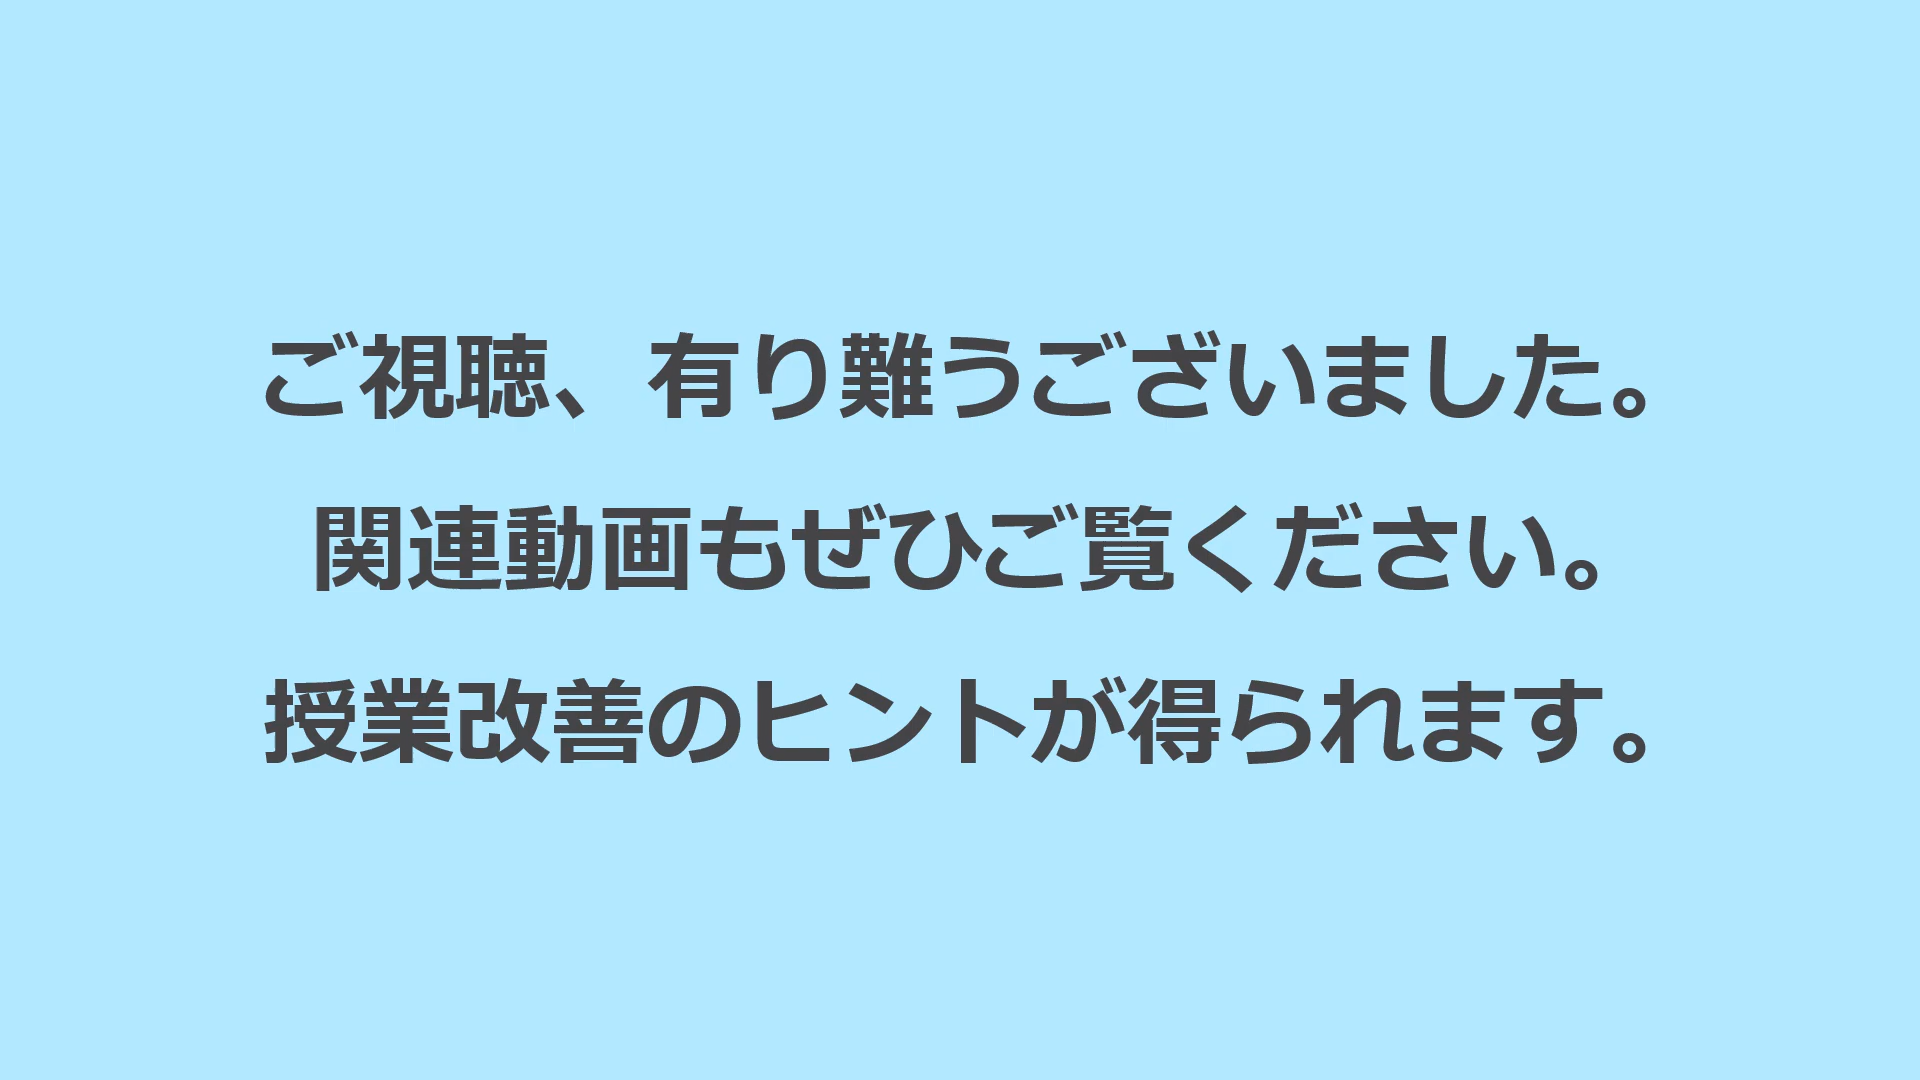 ご視聴、有り難うございました。
関連動画もぜひご覧ください。
授業改善のヒントが得られます。